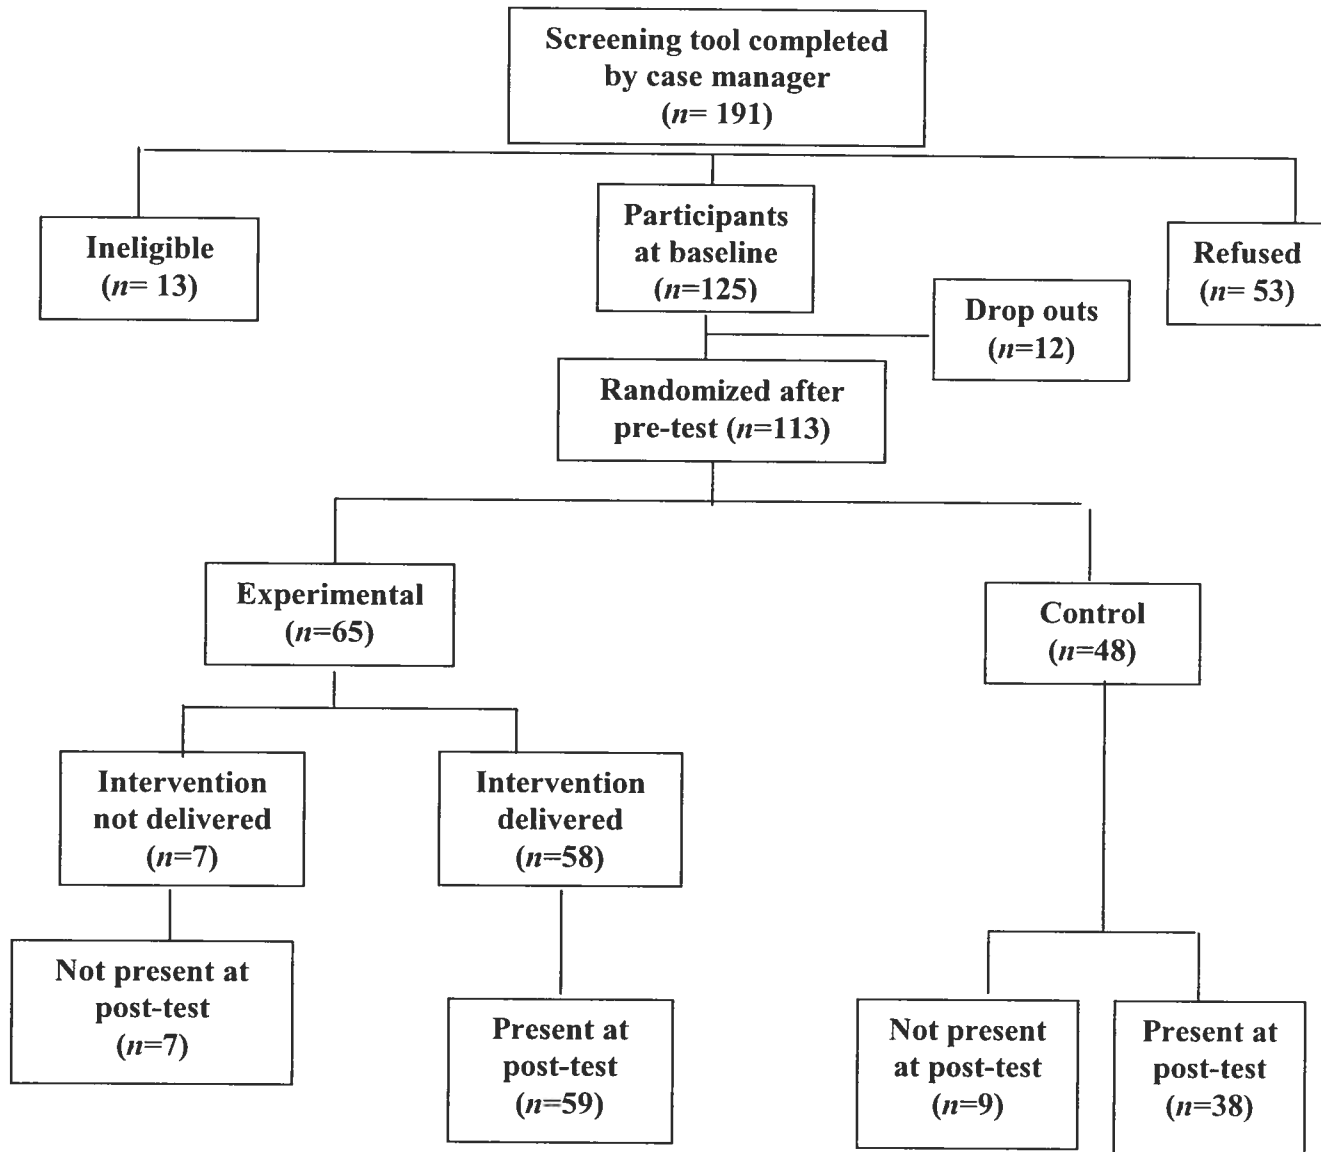 Screening tool completed
by case manager
(n= 191)
Ineligible
(n= 13)
Participants
at baseline
(n=125)
Refused
(n= 53)
Drop outs
(n=12)
Randomized after
pre-test (n=113)
Experimental
(n=65)
Control
(n=48)
Intervention
not delivered
(n=7)
Intervention
delivered
(n=58)
Not present at
post-test
(n=7)
Present at
post-test
(n=59)
Not present
at post-test
(n=9)
Present at
post-test
(n=38)